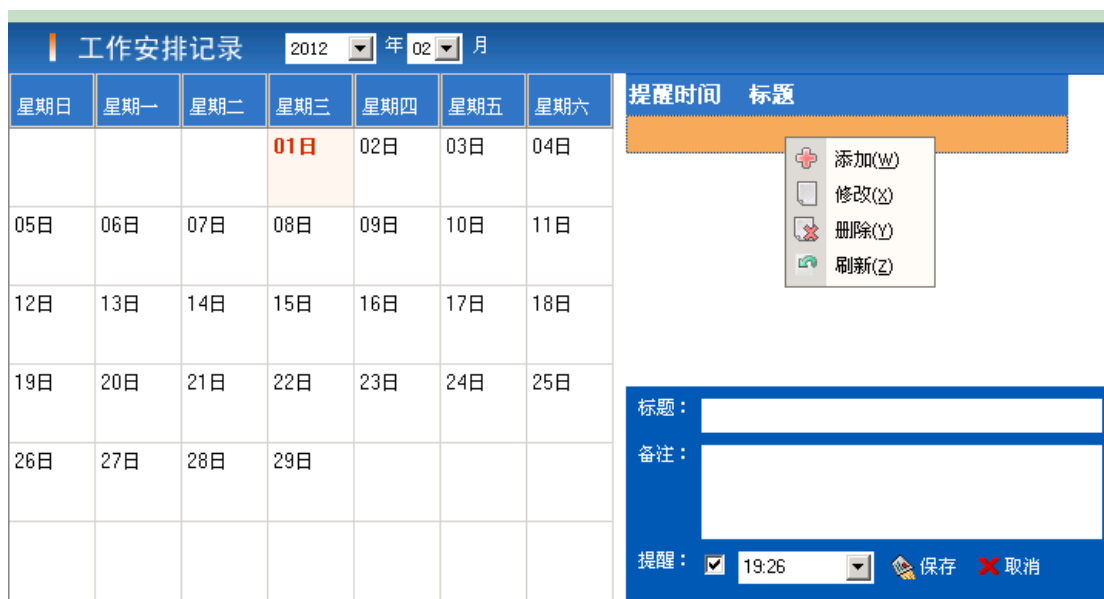 工作安排记录 2012 年 02 月
星期日 星期一 星期二 星期三 星期四 星期五 星期六
01日 02日 03日 04日
05日 06日 07日 08日 09日 10日 11日
12日 13日 14日 15日 16日 17日 18日
19日 20日 21日 22日 23日 24日 25日
26日 27日 28日 29日
提醒时间 标题
添加(W)
修改(X)
删除(Y)
刷新(Z)
标题：
备注：
提醒： 19:26 保存 取消